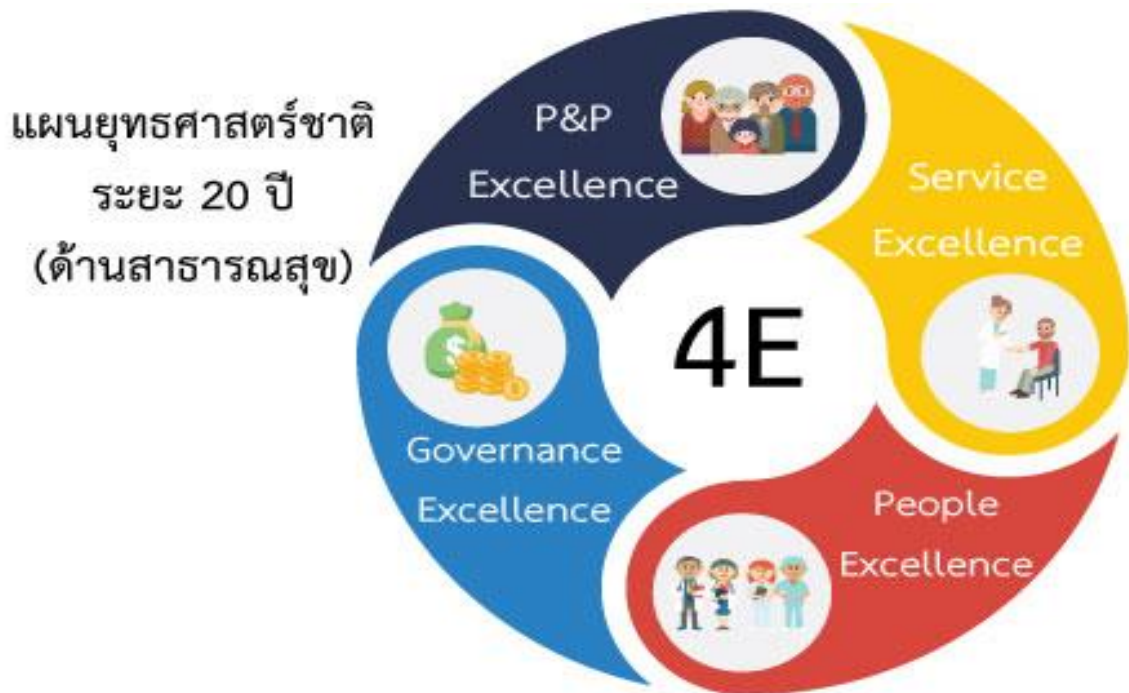 แผนยุทธศาสตร์ชาติ
ระยะ 20 ปี
(ด้านสาธารณสุข)
P&P
Excellence
Service
Excellence
4E
$
Governance
Excellence
People
Excellence